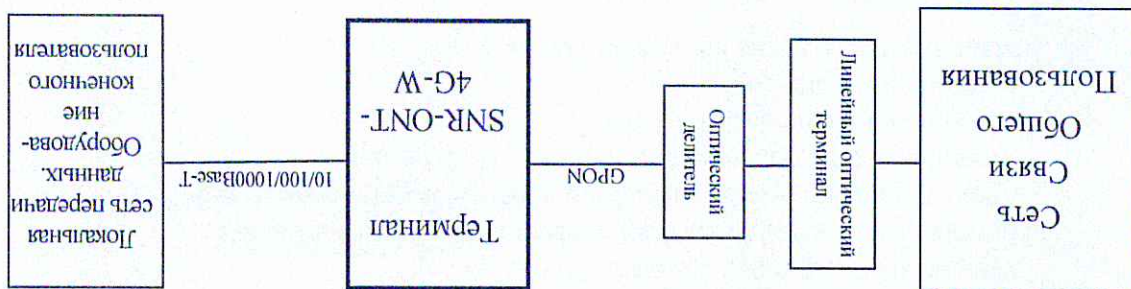 Сеть
Связи
Общего
Пользования
Линейный оптический
терминал
Оптический
делитель
GPON
Терминал
SNR-ONT-
4G-W
10/100/1000Base-T
Локальная
сеть передачи
данных.
Оборудова-
ние
конечного
пользователя